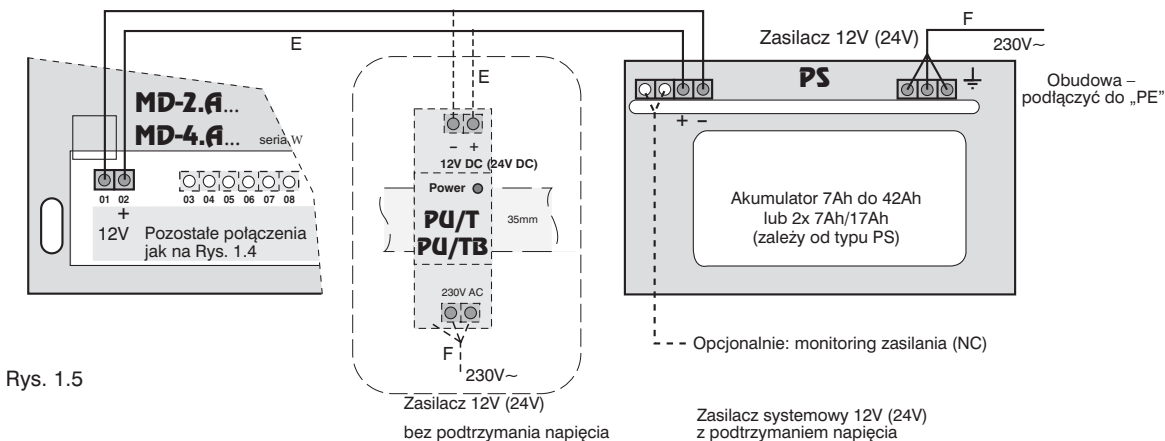 E
MD-2.A...
MD-4.A... seria W
01 02
03 04 05 06 07 08
+
12V
Pozostałe połączenia
jak na Rys. 1.4
Rys. 1.5
E
– +
12V DC (24V DC)
Power
35mm
PU/T
PU/TB
230V AC
F
230V~
Zasilacz 12V (24V)
bez podtrzymania napięcia
Zasilacz 12V (24V)
F
230V~
PS
Obudowa –
podłączyć do „PE”
+ –
Akumulator 7Ah do 42Ah
lub 2x 7Ah/17Ah
(zależy od typu PS)
Opcjonalnie: monitoring zasilania (NC)
Zasilacz systemowy 12V (24V)
z podtrzymaniem napięcia